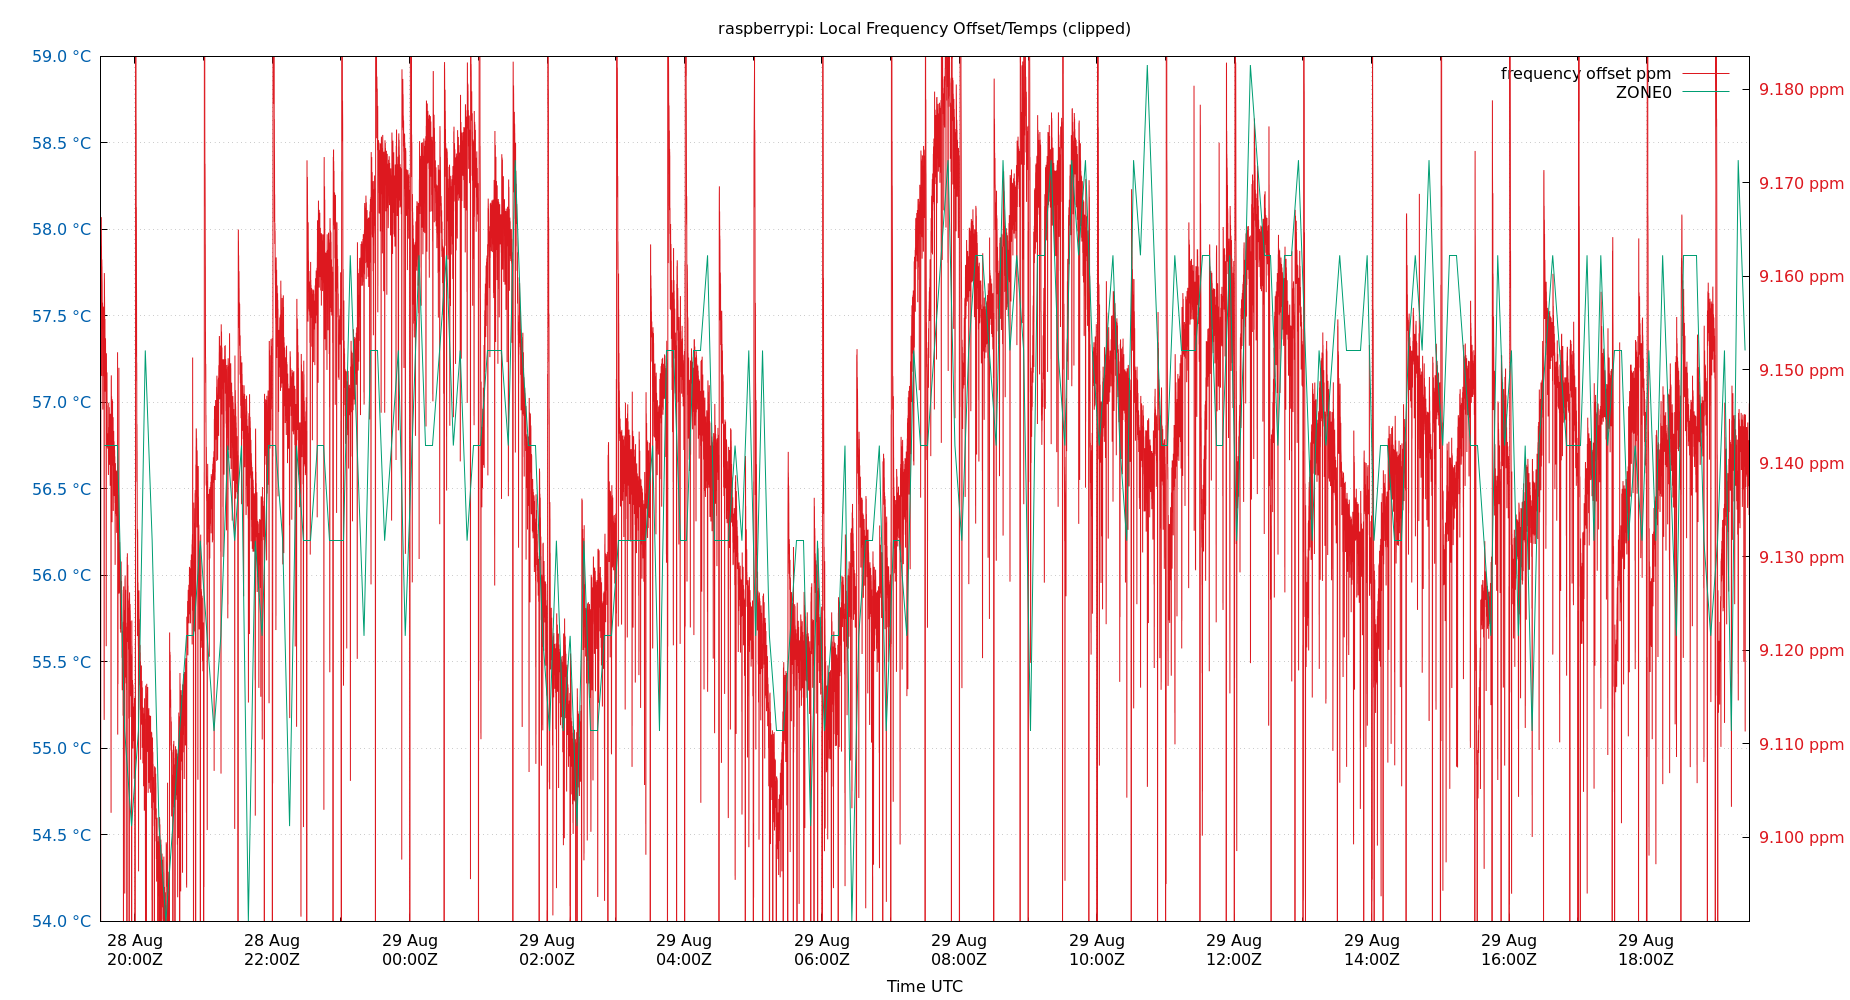 raspberrypi: Local Frequency Offset/Temps (clipped)
59.0 °C
58.5 °C
58.0 °C
57.5 °C
57.0 °C
56.5 °C
56.0 °C
55.5 °C
55.0 °C
54.5 °C
54.0 °C
frequency offset ppm
ZONE0
9.180 ppm
9.170 ppm
9.160 ppm
9.150 ppm
9.140 ppm
9.130 ppm
9.120 ppm
9.110 ppm
9.100 ppm
28 Aug
20:00Z
28 Aug
22:00Z
29 Aug
00:00Z
29 Aug
02:00Z
29 Aug
04:00Z
29 Aug
06:00Z
29 Aug
08:00Z
29 Aug
10:00Z
29 Aug
12:00Z
29 Aug
14:00Z
29 Aug
16:00Z
29 Aug
18:00Z
Time UTC